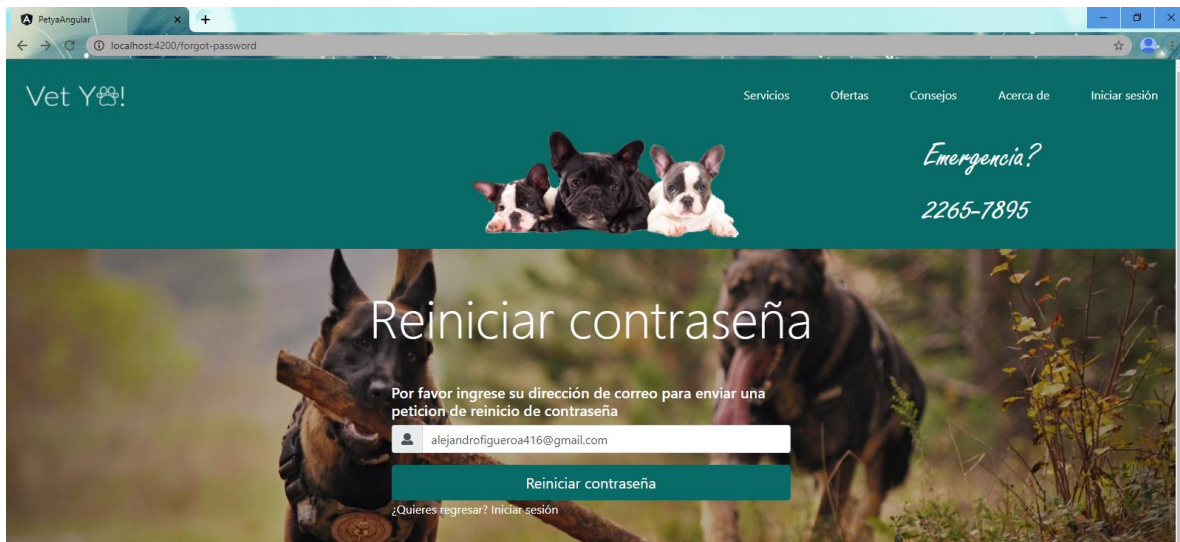 PetyaAngular
localhost:4200/forgot-password
Vet Y!
Servicios Ofertas Consejos Acerca de Iniciar sesión
Emergencia?
2265-7895
Reiniciar contraseña
Por favor ingrese su dirección de correo para enviar una
peticion de reinicio de contraseña
alejandrofigueroa416@gmail.com
Reiniciar contraseña
¿Quieres regresar? Iniciar sesión